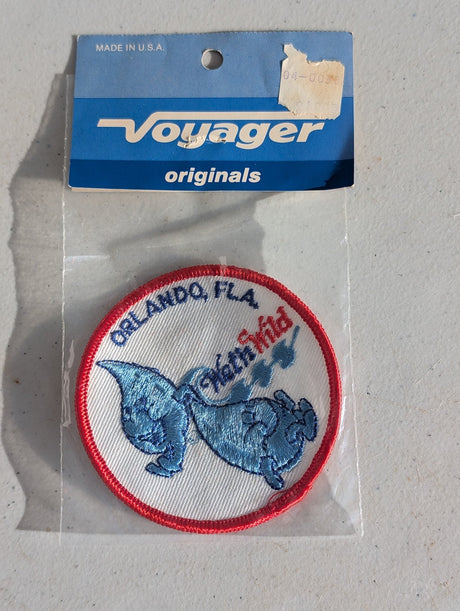 MADE IN U.S.A.
Voyager
originals
ORLANDO, FLA.
Wet'n Wild